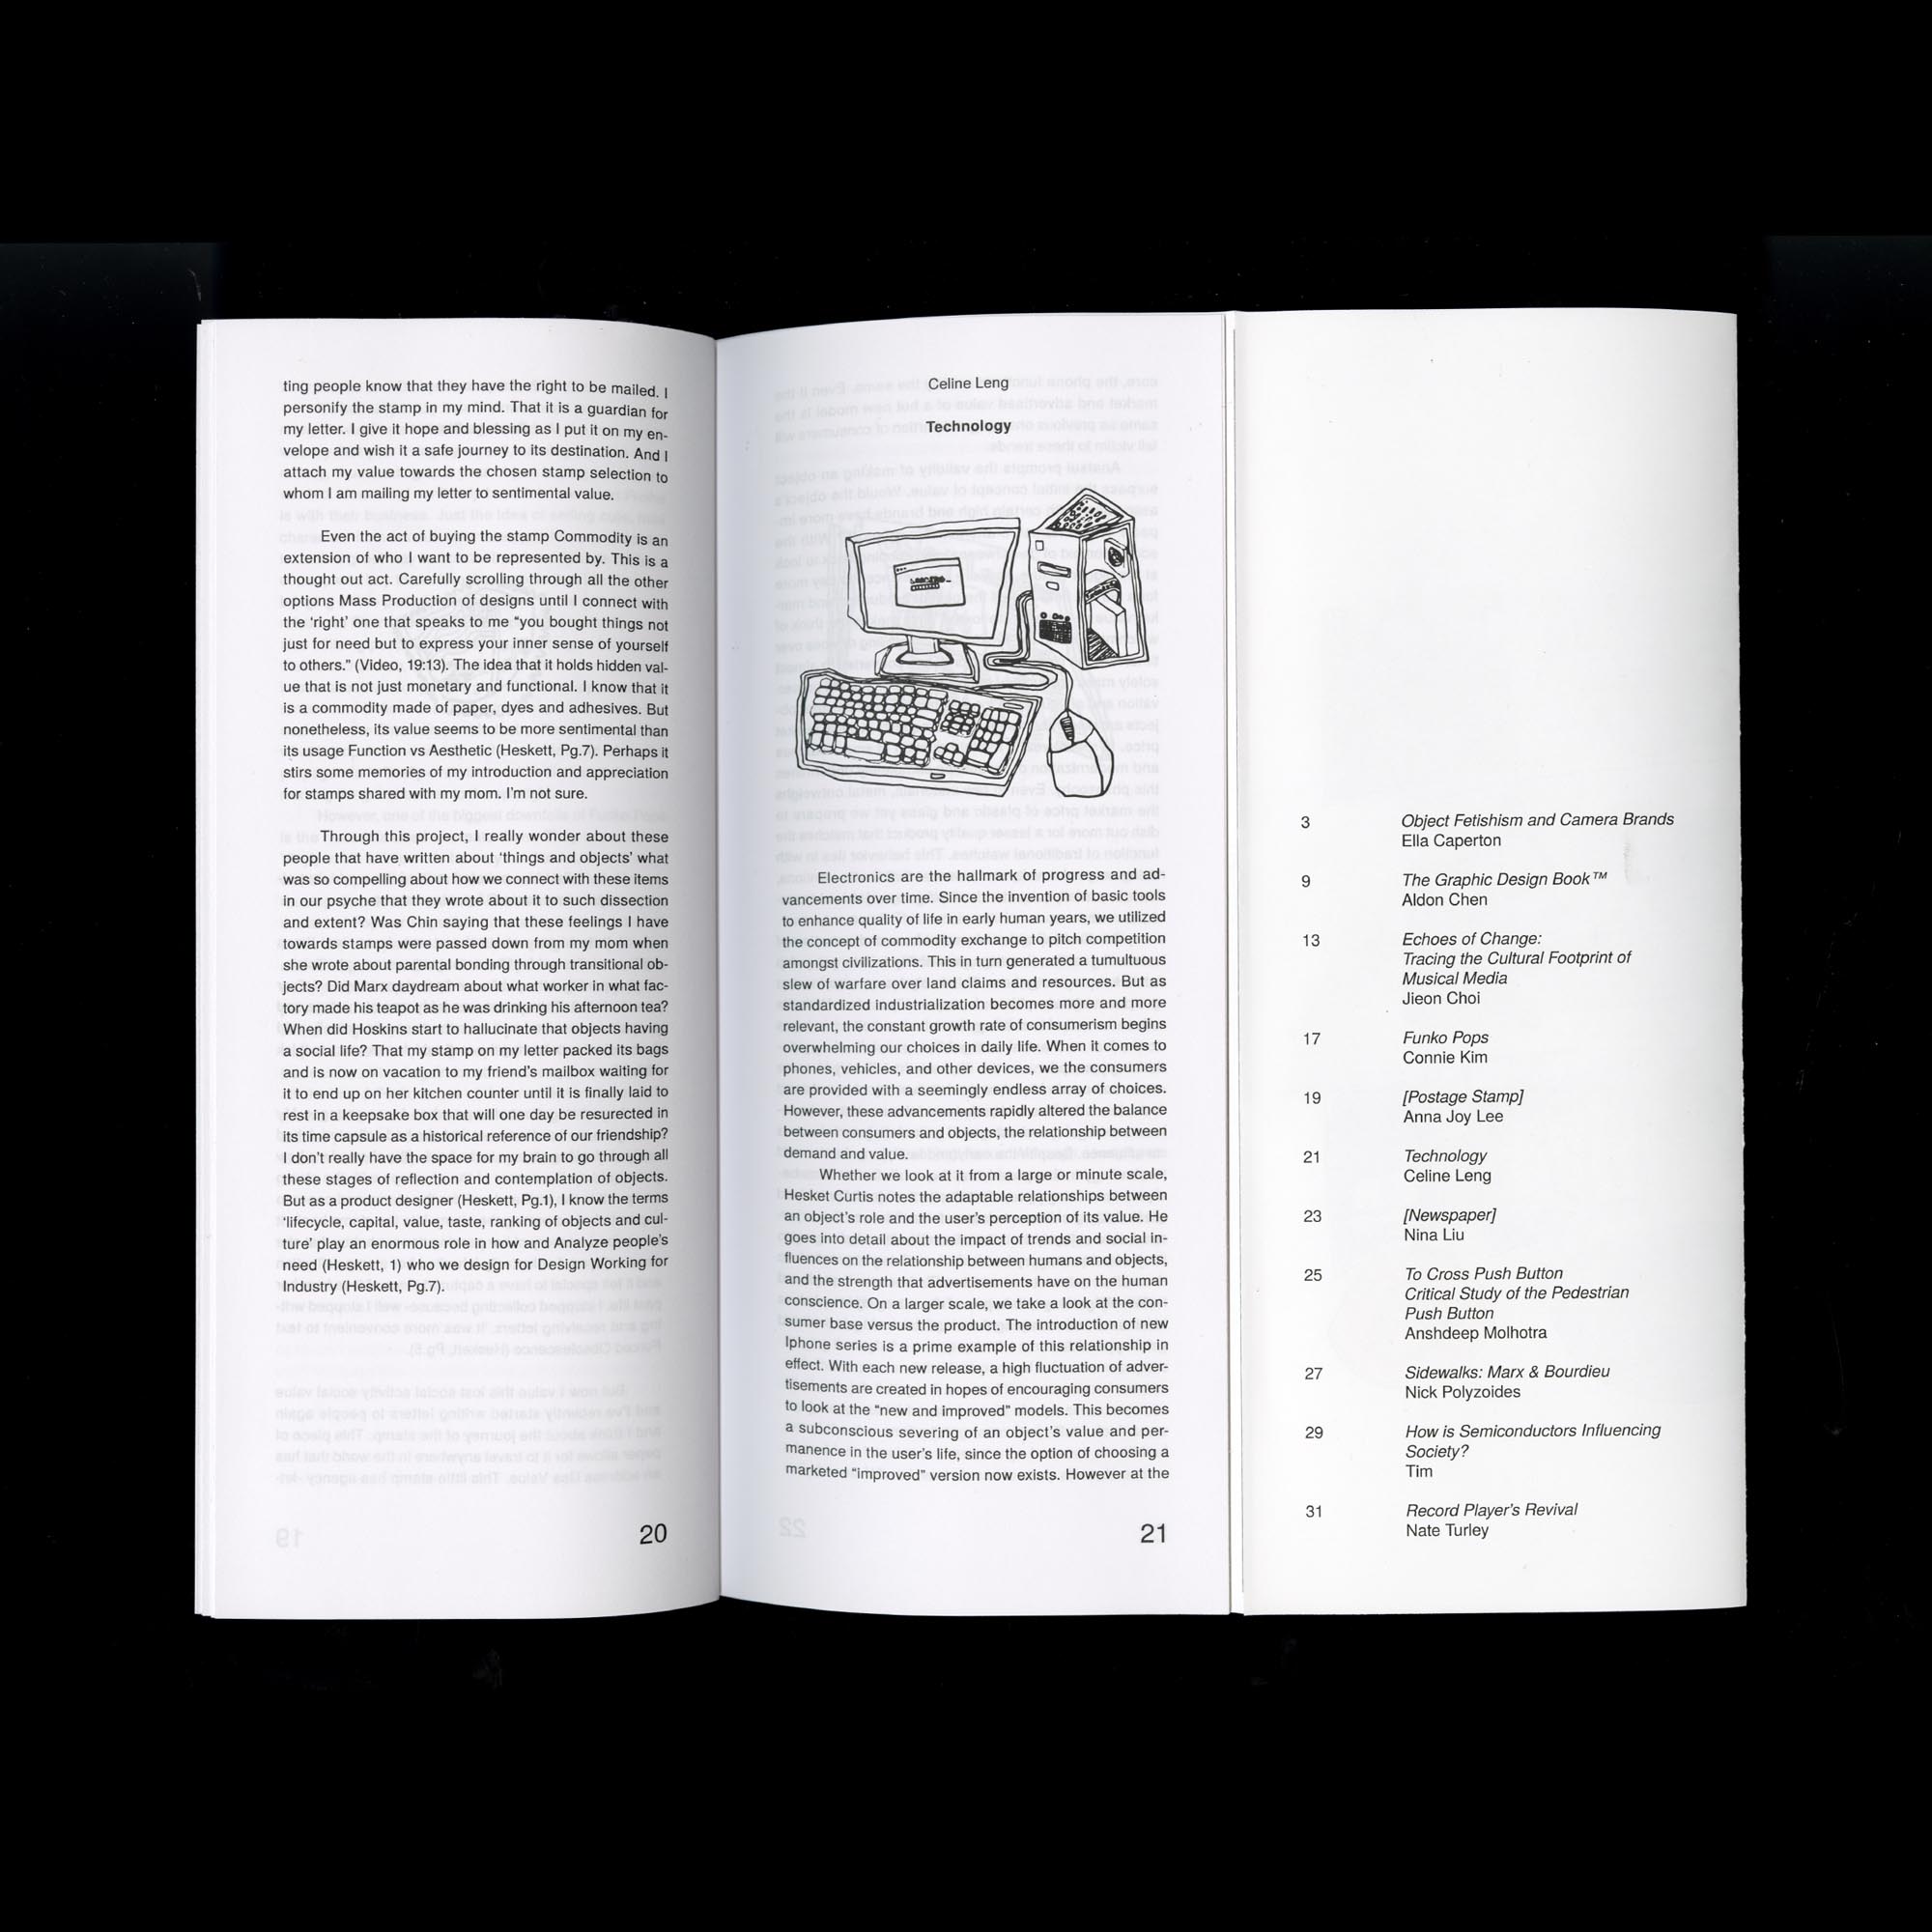 ting people know that they have the right to be mailed. I
personify the stamp in my mind. That it is a guardian for
my letter. I give it hope and blessing as I put it on my en-
velope and wish it a safe journey to its destination. And I
attach my value towards the chosen stamp selection to
whom I am mailing my letter to sentimental value.
Even the act of buying the stamp Commodity is an
extension of who I want to be represented by. This is a
thought out act. Carefully scrolling through all the other
options Mass Production of designs until I connect with
the ‘right’ one that speaks to me “you bought things not
just for need but to express your inner sense of yourself
to others.” (Video, 19:13). The idea that it holds hidden val-
ue that is not just monetary and functional. I know that it
is a commodity made of paper, dyes and adhesives. But
nonetheless, its value seems to be more sentimental than
its usage Function vs Aesthetic (Heskett, Pg.7). Perhaps it
stirs some memories of my introduction and appreciation
for stamps shared with my mom. I’m not sure.
Through this project, I really wonder about these
people that have written about ‘things and objects’ what
was so compelling about how we connect with these items
in our psyche that they wrote about it to such dissection
and extent? Was Chin saying that these feelings I have
towards stamps were passed down from my mom when
she wrote about parental bonding through transitional ob-
jects? Did Marx daydream about what worker in what fac-
tory made his teapot as he was drinking his afternoon tea?
When did Hoskins start to hallucinate that objects having
a social life? That my stamp on my letter packed its bags
and is now on vacation to my friend’s mailbox waiting for
it to end up on her kitchen counter until it is finally laid to
rest in a keepsake box that will one day be resurected in
its time capsule as a historical reference of our friendship?
I don’t really have the space for my brain to go through all
these stages of reflection and contemplation of objects.
But as a product designer (Heskett, Pg.1), I know the terms
‘lifecycle, capital, value, taste, ranking of objects and cul-
ture’ play an enormous role in how and Analyze people’s
need (Heskett, 1) who we design for Design Working for
Industry (Heskett, Pg.7).
20
Celine Leng
Technology
LOADING...
Electronics are the hallmark of progress and ad-
vancements over time. Since the invention of basic tools
to enhance quality of life in early human years, we utilized
the concept of commodity exchange to pitch competition
amongst civilizations. This in turn generated a tumultuous
slew of warfare over land claims and resources. But as
standardized industrialization becomes more and more
relevant, the constant growth rate of consumerism begins
overwhelming our choices in daily life. When it comes to
phones, vehicles, and other devices, we the consumers
are provided with a seemingly endless array of choices.
However, these advancements rapidly altered the balance
between consumers and objects, the relationship between
demand and value.
Whether we look at it from a large or minute scale,
Hesket Curtis notes the adaptable relationships between
an object’s role and the user’s perception of its value. He
goes into detail about the impact of trends and social in-
fluences on the relationship between humans and objects,
and the strength that advertisements have on the human
conscience. On a larger scale, we take a look at the con-
sumer base versus the product. The introduction of new
Iphone series is a prime example of this relationship in
effect. With each new release, a high fluctuation of adver-
tisements are created in hopes of encouraging consumers
to look at the “new and improved” models. This becomes
a subconscious severing of an object’s value and per-
manence in the user’s life, since the option of choosing a
marketed “improved” version now exists. However at the
21
3 Object Fetishism and Camera Brands
Ella Caperton
9 The Graphic Design Book™
Aldon Chen
13 Echoes of Change:
Tracing the Cultural Footprint of
Musical Media
Jieon Choi
17 Funko Pops
Connie Kim
19 [Postage Stamp]
Anna Joy Lee
21 Technology
Celine Leng
23 [Newspaper]
Nina Liu
25 To Cross Push Button
Critical Study of the Pedestrian
Push Button
Anshdeep Molhotra
27 Sidewalks: Marx & Bourdieu
Nick Polyzoides
29 How is Semiconductors Influencing
Society?
Tim
31 Record Player’s Revival
Nate Turley